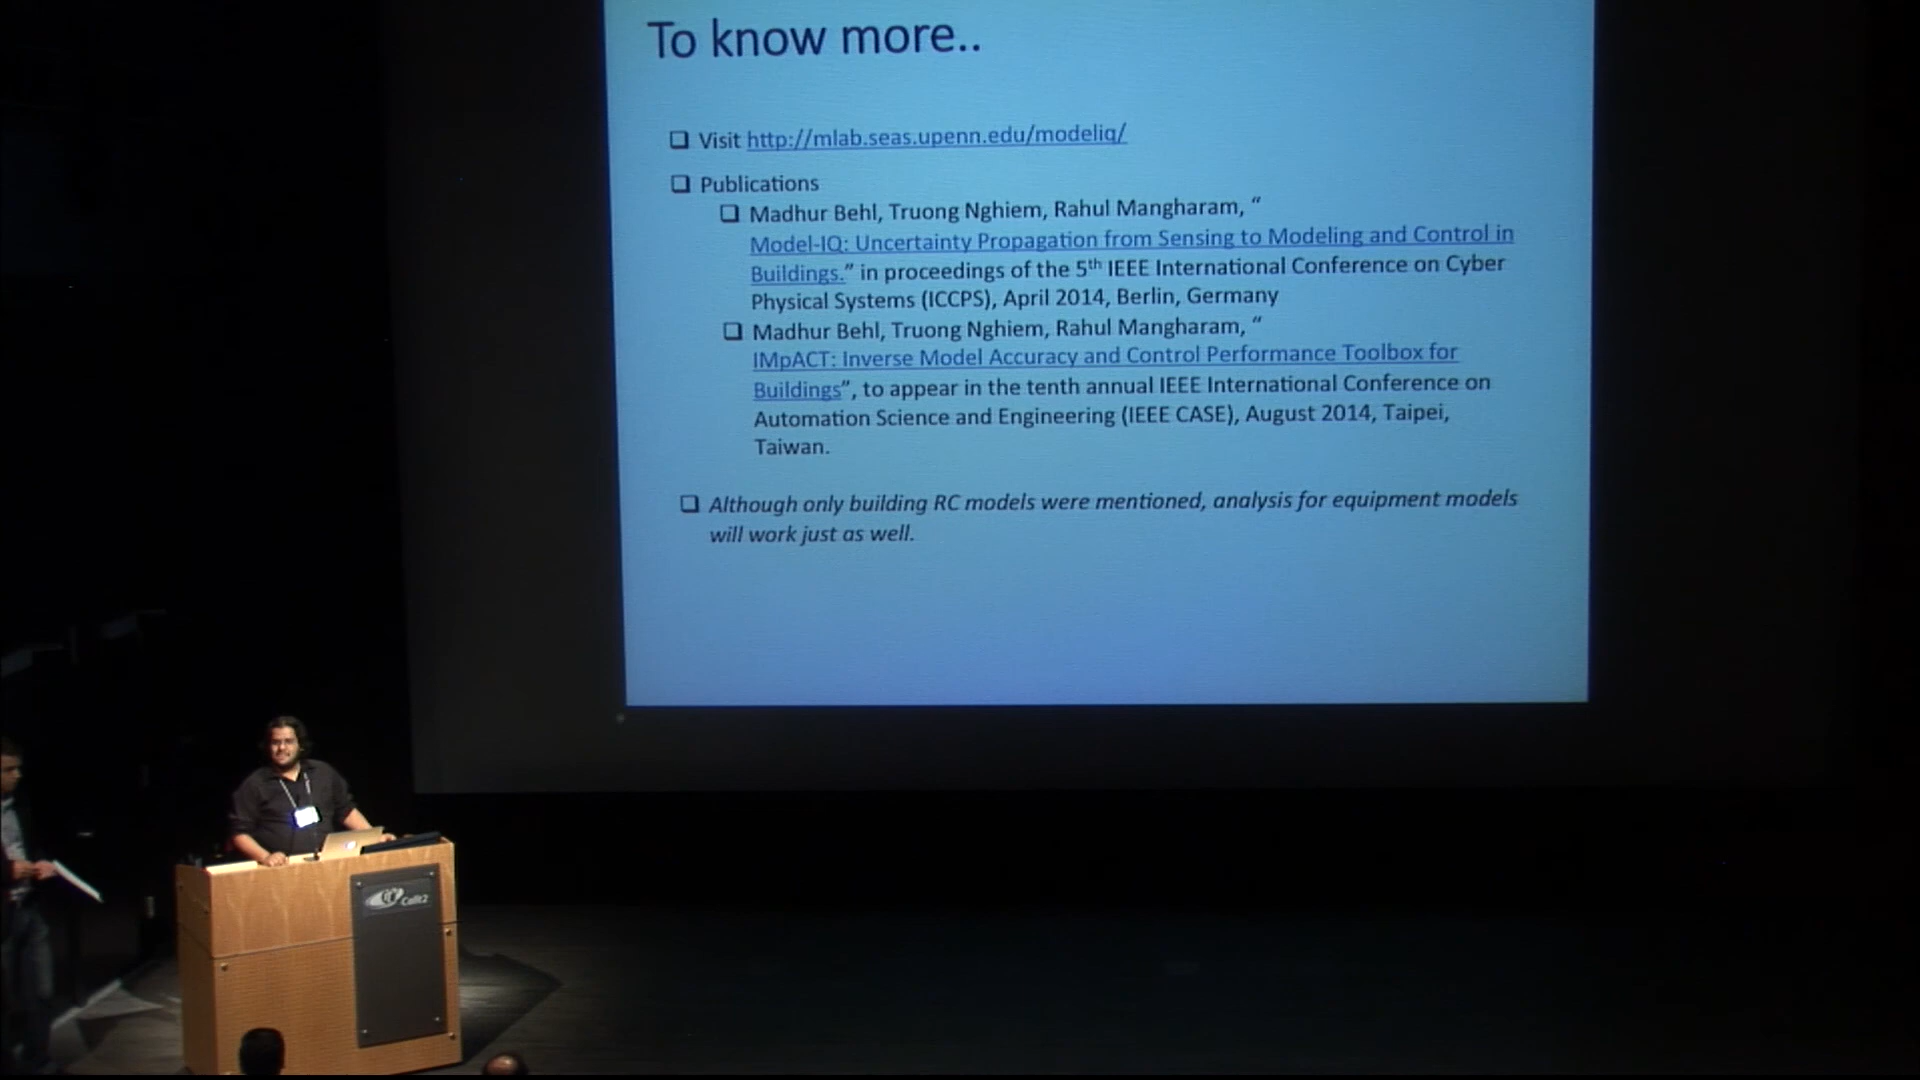 To know more..
Visit http://mlab.seas.upenn.edu/modeliq/
Publications
Madhur Behl, Truong Nghiem, Rahul Mangharam, “
Model-IQ: Uncertainty Propagation from Sensing to Modeling and Control in
Buildings.” in proceedings of the 5th IEEE International Conference on Cyber
Physical Systems (ICCPS), April 2014, Berlin, Germany
Madhur Behl, Truong Nghiem, Rahul Mangharam, “
IMpACT: Inverse Model Accuracy and Control Performance Toolbox for
Buildings”, to appear in the tenth annual IEEE International Conference on
Automation Science and Engineering (IEEE CASE), August 2014, Taipei,
Taiwan.
Although only building RC models were mentioned, analysis for equipment models
will work just as well.
Calit2